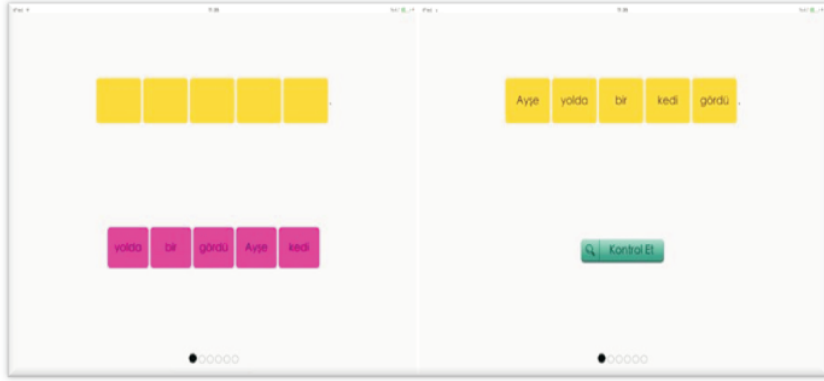 yolda bir gördü Ayşe kedi
Ayşe yolda bir kedi gördü .
Kontrol Et